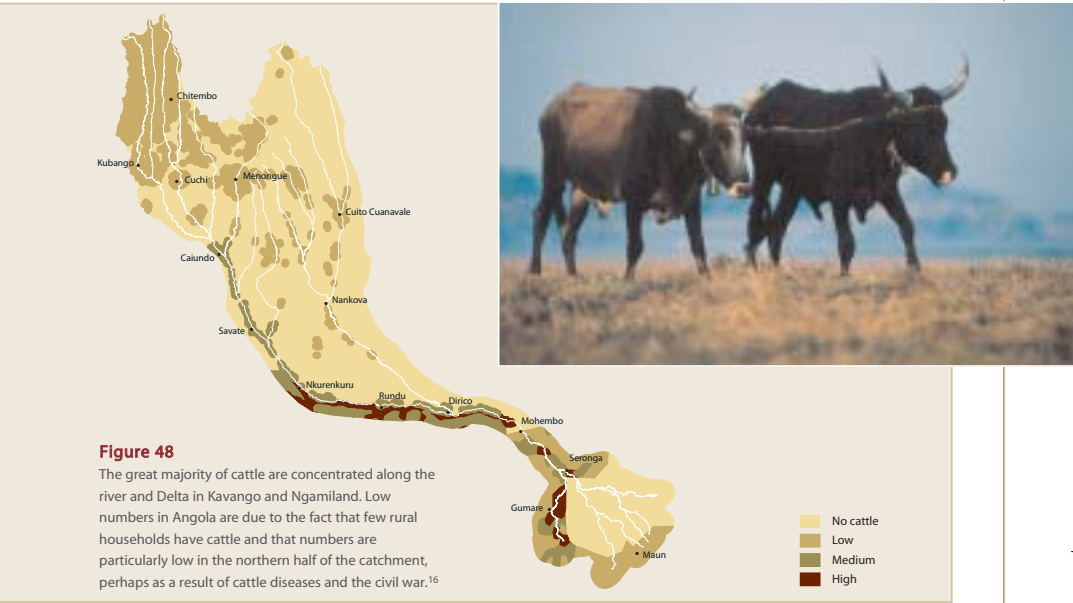 Chitembo
Kubango
Cuchi
Menongue
Cuito Cuanavale
Caiundo
Nankova
Savate
Nkurenkuru
Rundu
Dirico
Mohembo
Seronga
Gumare
Maun
Figure 48
The great majority of cattle are concentrated along the
river and Delta in Kavango and Ngamiland. Low
numbers in Angola are due to the fact that few rural
households have cattle and that numbers are
particularly low in the northern half of the catchment,
perhaps as a result of cattle diseases and the civil war.16
No cattle
Low
Medium
High